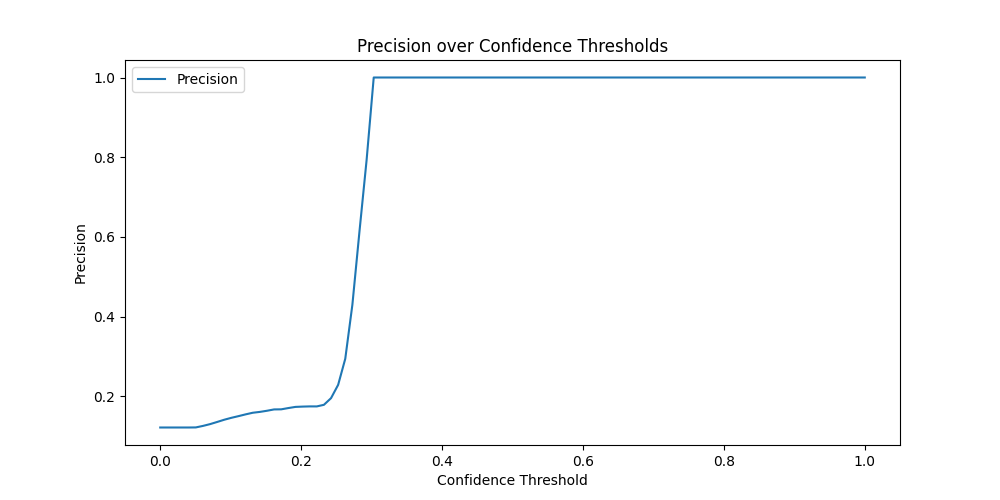 Precision over Confidence Thresholds
Precision
1.0
0.8
0.6
0.4
0.2
Precision
0.0 0.2 0.4 0.6 0.8 1.0
Confidence Threshold